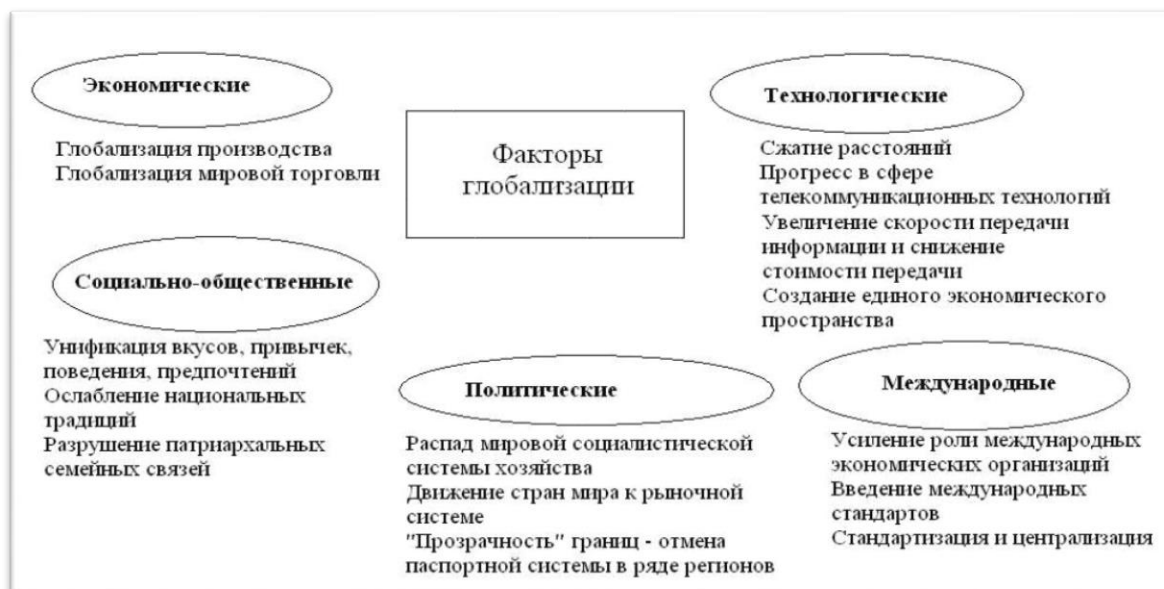 Экономические
Глобализация производства
Глобализация мировой торговли
Факторы
глобализации
Технологические
Сжатие расстояний
Прогресс в сфере
телекоммуникационных технологий
Увеличение скорости передачи
информации и снижение
стоимости передачи
Создание единого экономического
пространства
Социально-общественные
Унификация вкусов, привычек,
поведения, предпочтений
Ослабление национальных
традиций
Разрушение патриархальных
семейных связей
Политические
Распад мировой социалистической
системы хозяйства
Движение стран мира к рыночной
системе
"Прозрачность" границ - отмена
паспортной системы в ряде регионов
Международные
Усиление роли международных
экономических организаций
Введение международных
стандартов
Стандартизация и централизация